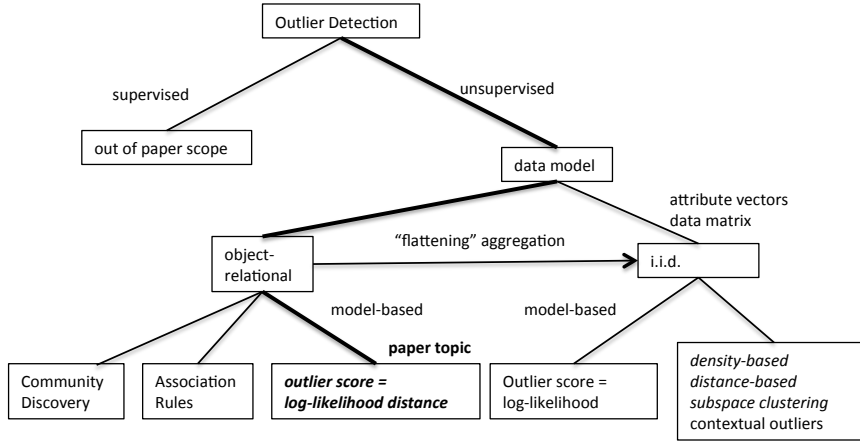 Outlier Detection
supervised
unsupervised
out of paper scope
data model
attribute vectors
data matrix
“flattening” aggregation
object-
relational
i.i.d.
model-based
model-based
paper topic
Community
Discovery
Association
Rules
outlier score =
log-likelihood distance
Outlier score =
log-likelihood
density-based
distance-based
subspace clustering
contextual outliers